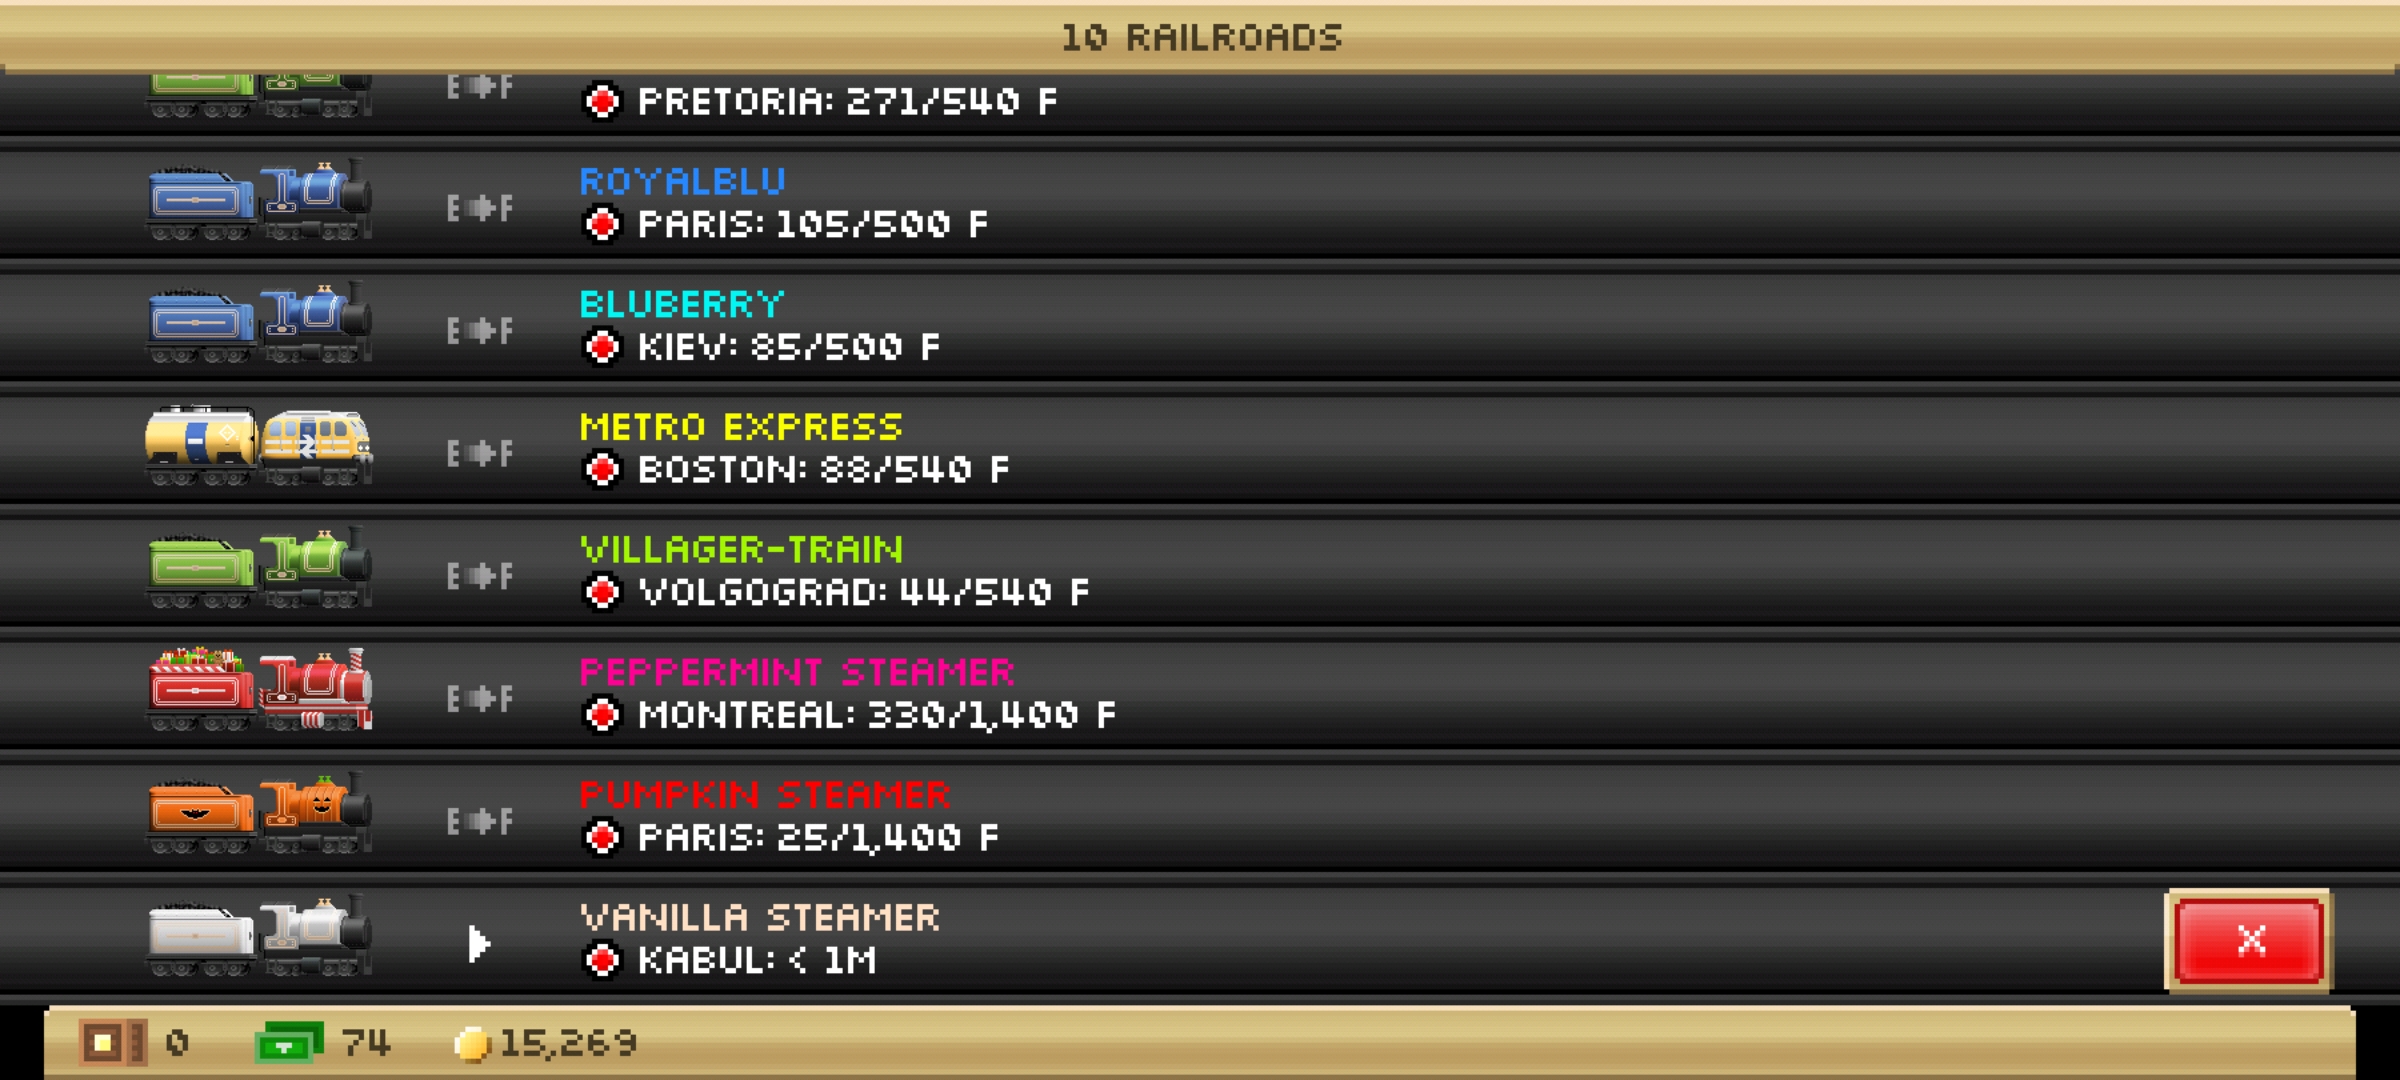 10 RAILROADS
E F
PRETORIA: 271/540 F
ROYALBLU
E F
PARIS: 105/500 F
BLUBERRY
E F
KIEV: 85/500 F
METRO EXPRESS
E F
BOSTON: 88/540 F
VILLAGER-TRAIN
E F
VOLGOGRAD: 44/540 F
PEPPERMINT STEAMER
E F
MONTREAL: 330/1,400 F
PUMPKIN STEAMER
E F
PARIS: 25/1,400 F
VANILLA STEAMER
KABUL: < 1M
X
0 74 15,269